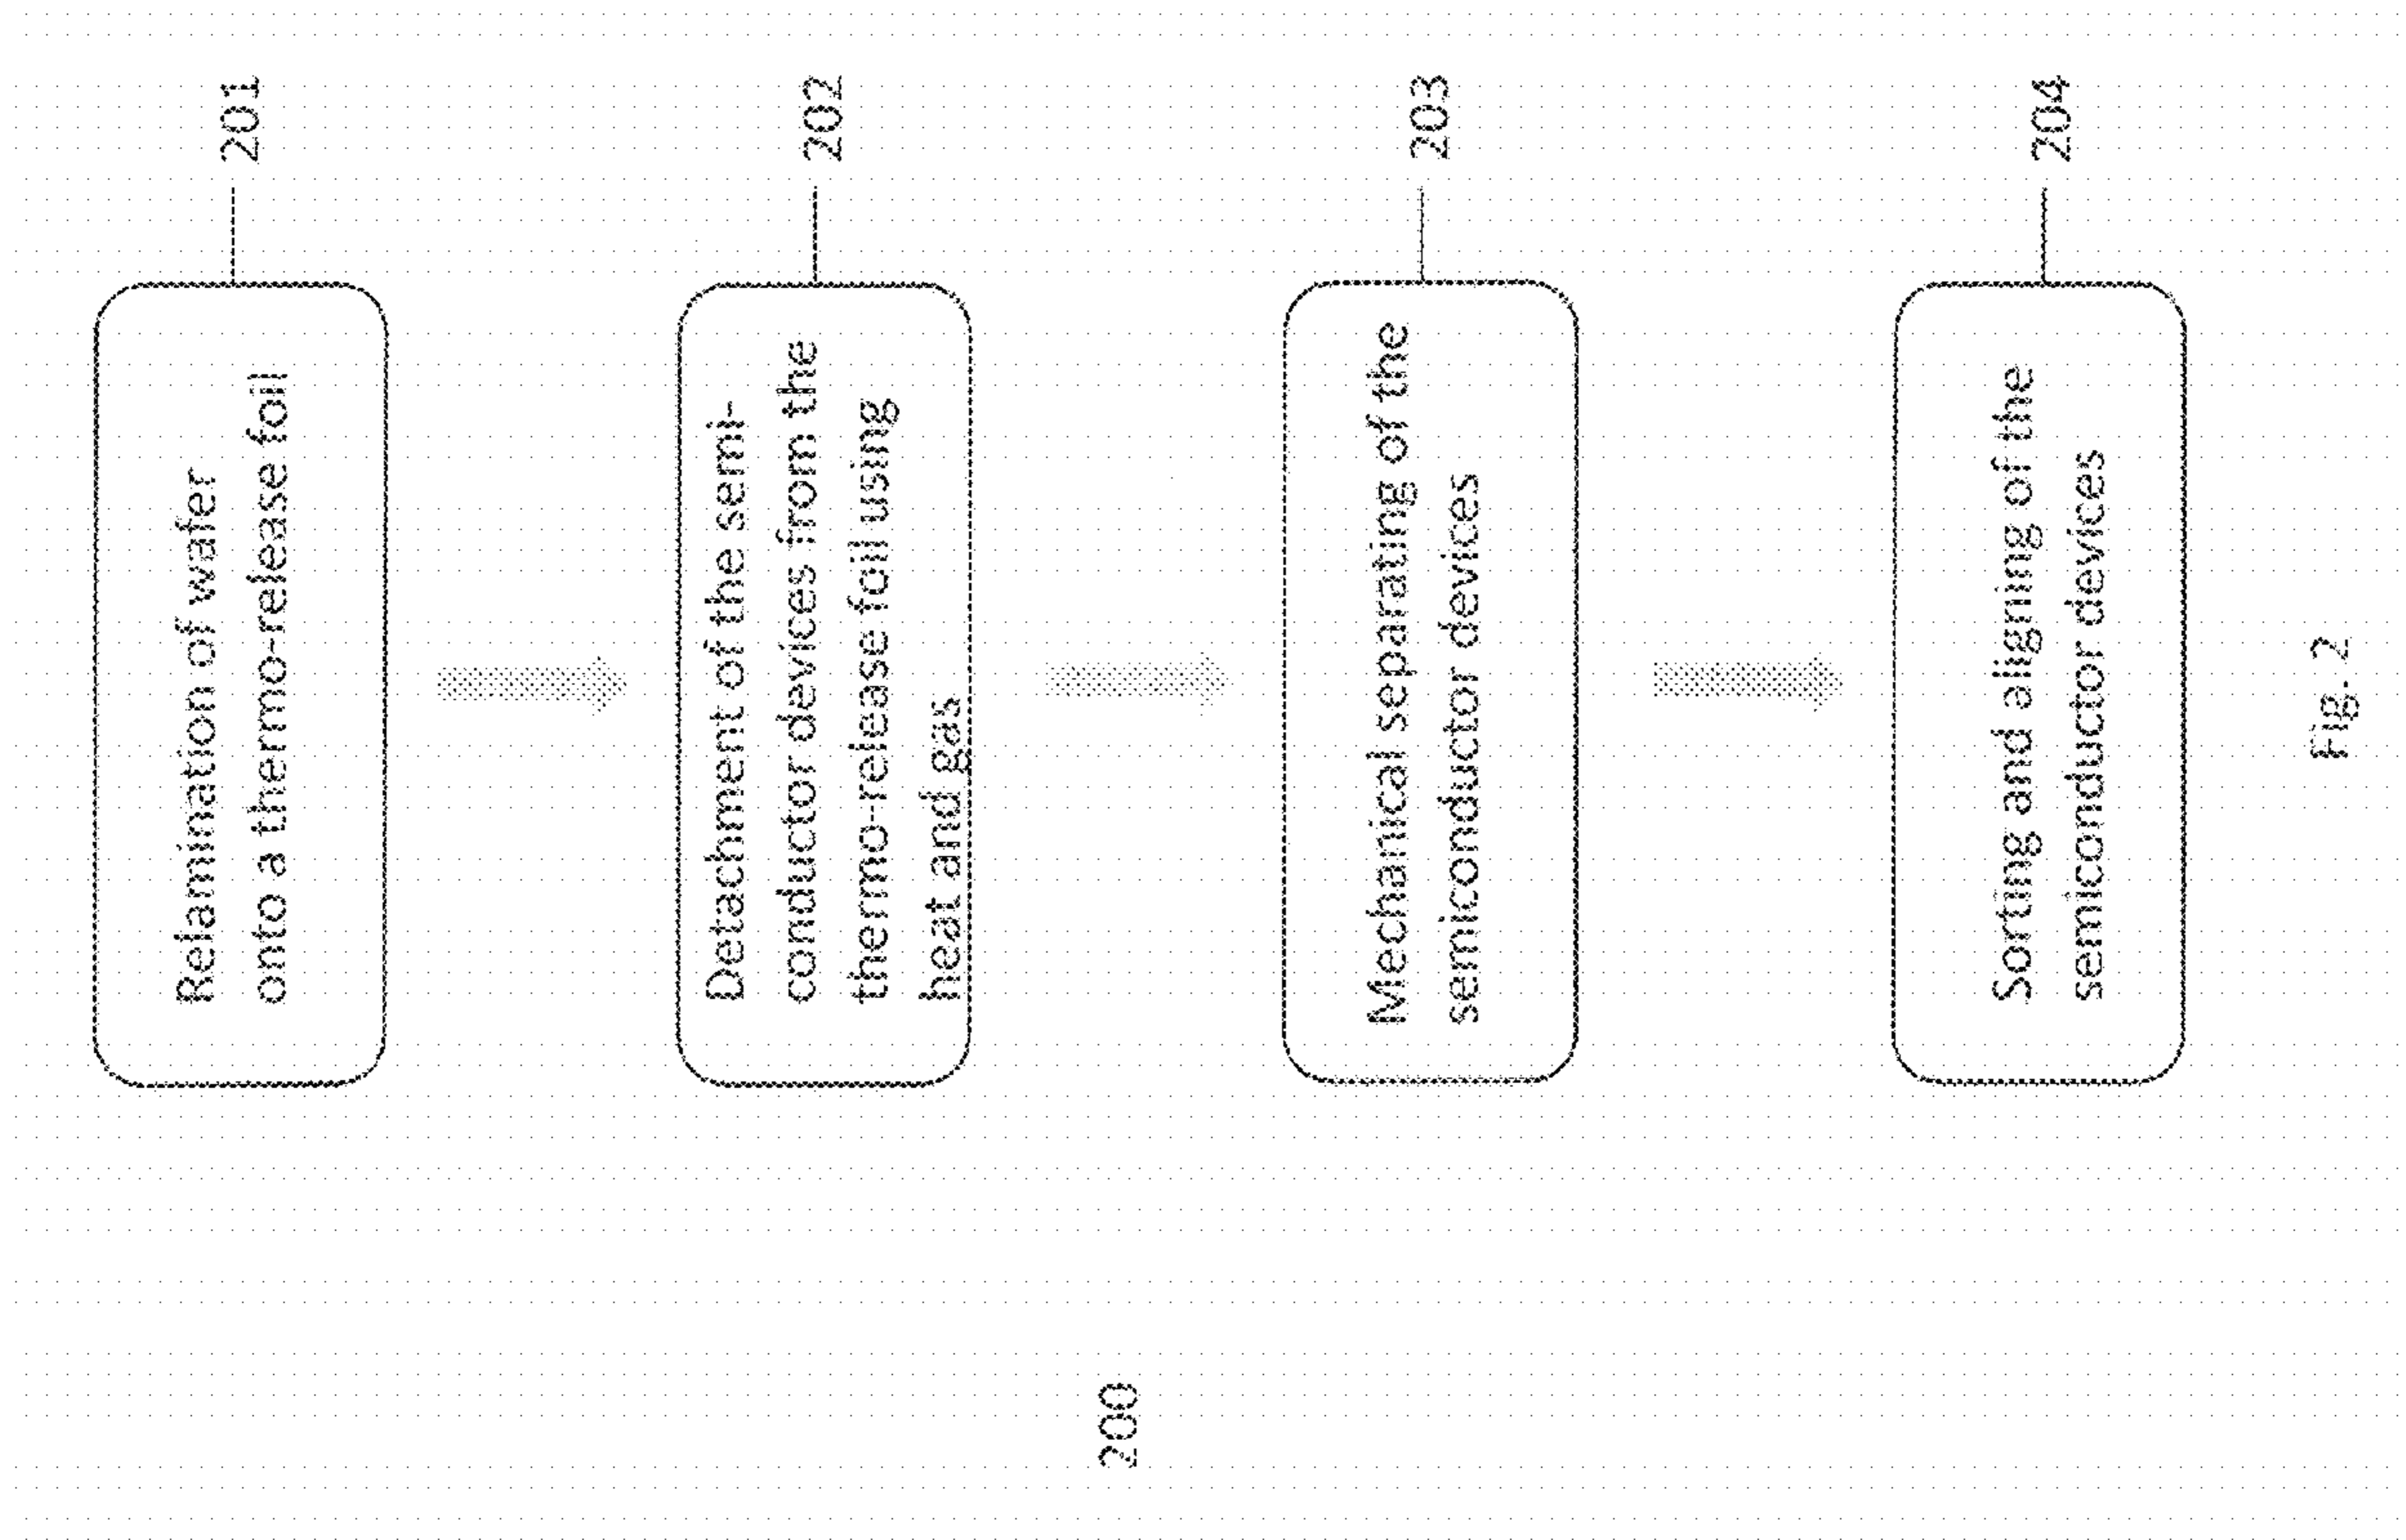 201
Relamination of wafer
onto a thermo-release foil
202
Detachment of the semi-
conductor devices from the
thermo-release foil using
heat and gas
200
203
Mechanical separating of the
semiconductor devices
204
Sorting and aligning of the
semiconductor devices
Fig. 2